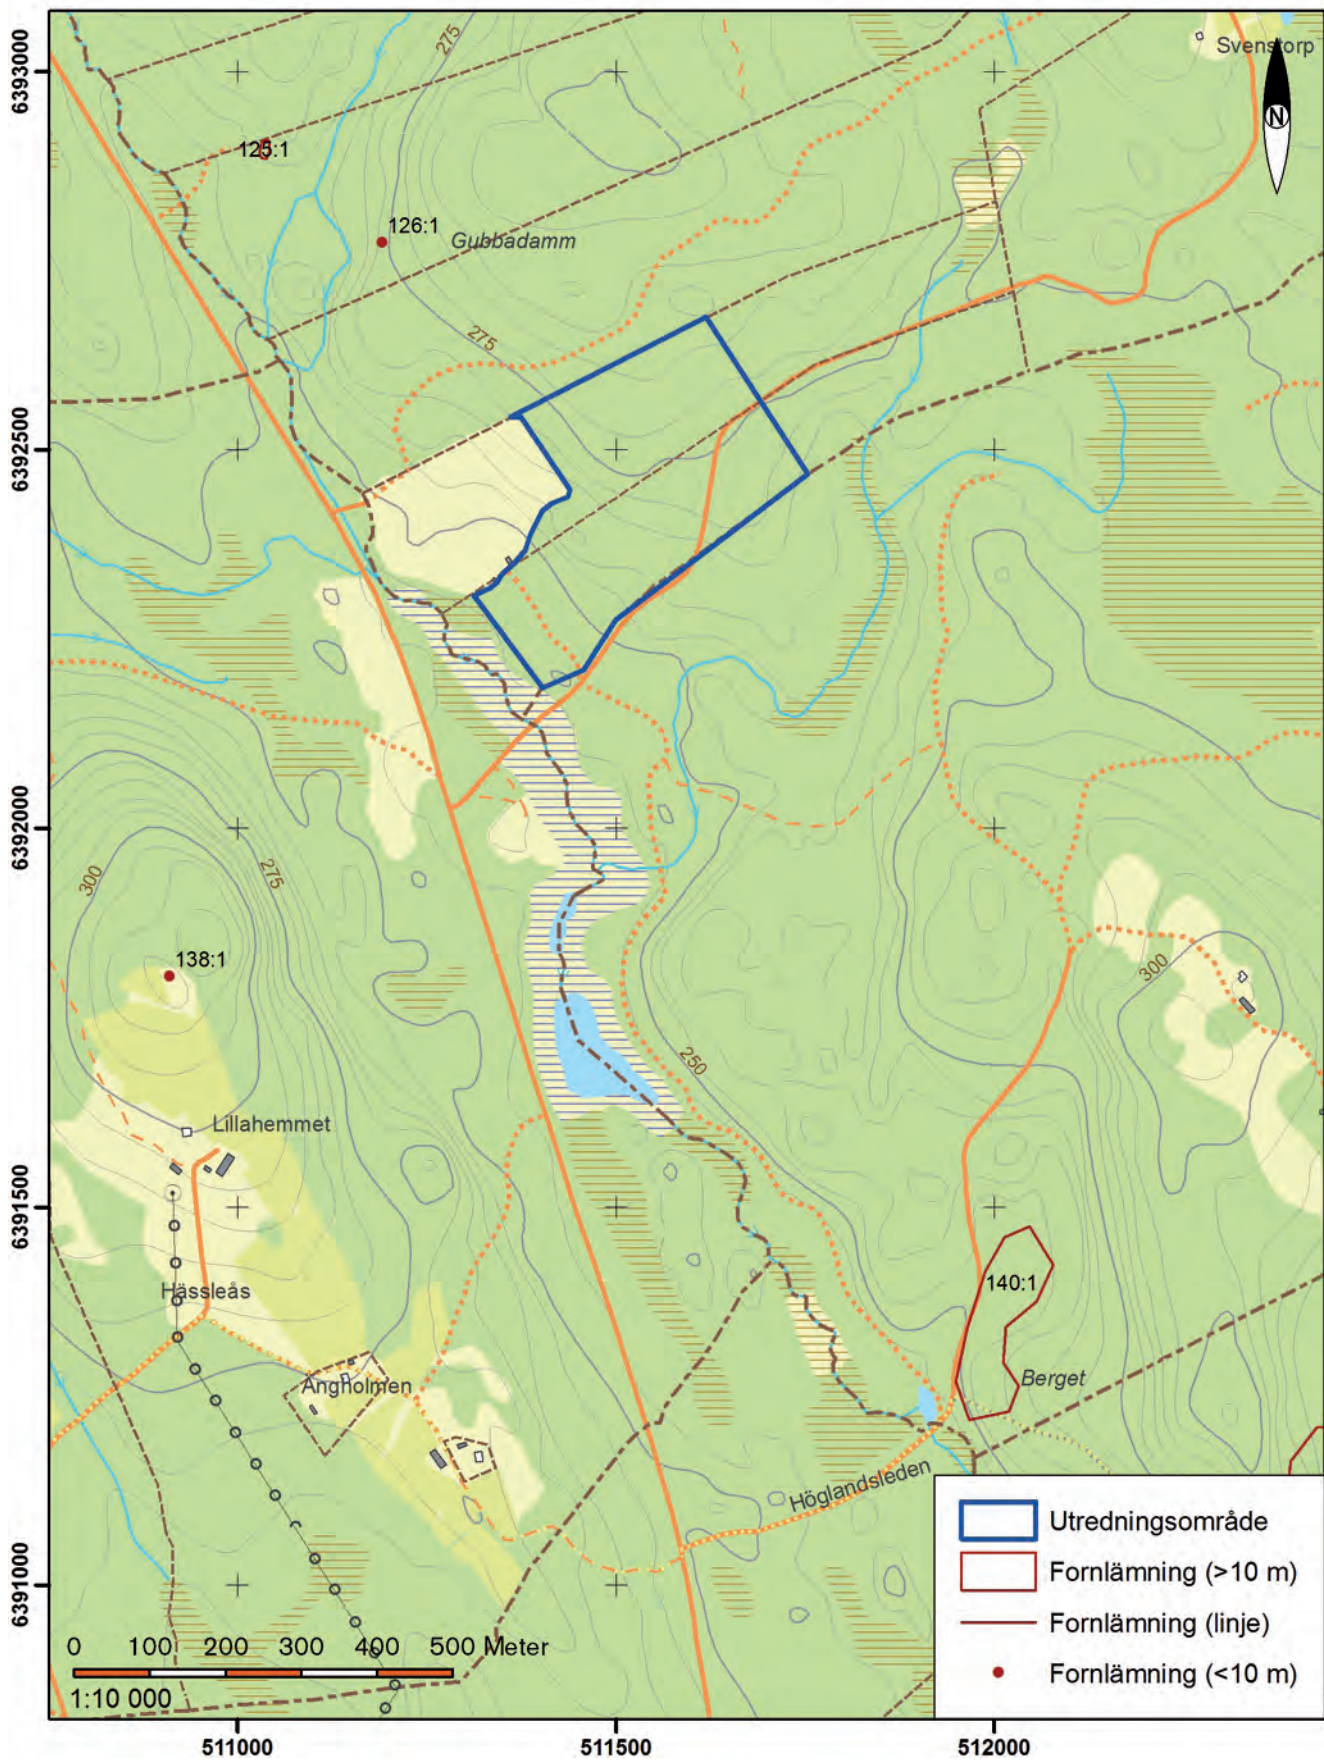 275
6393000
Svenstorp
N
125:1
126:1
Gubbadamm
275
6392500
6392000
300
275
138:1
300
250
Lillahemmet
6391500
140:1
Hässleås
Berget
Ängholmen
Höglandsleden
Utredningsområde
Fornlämning (>10 m)
6391000
Fornlämning (linje)
0 100 200 300 400 500 Meter
Fornlämning (<10 m)
1:10 000
511000 511500 512000